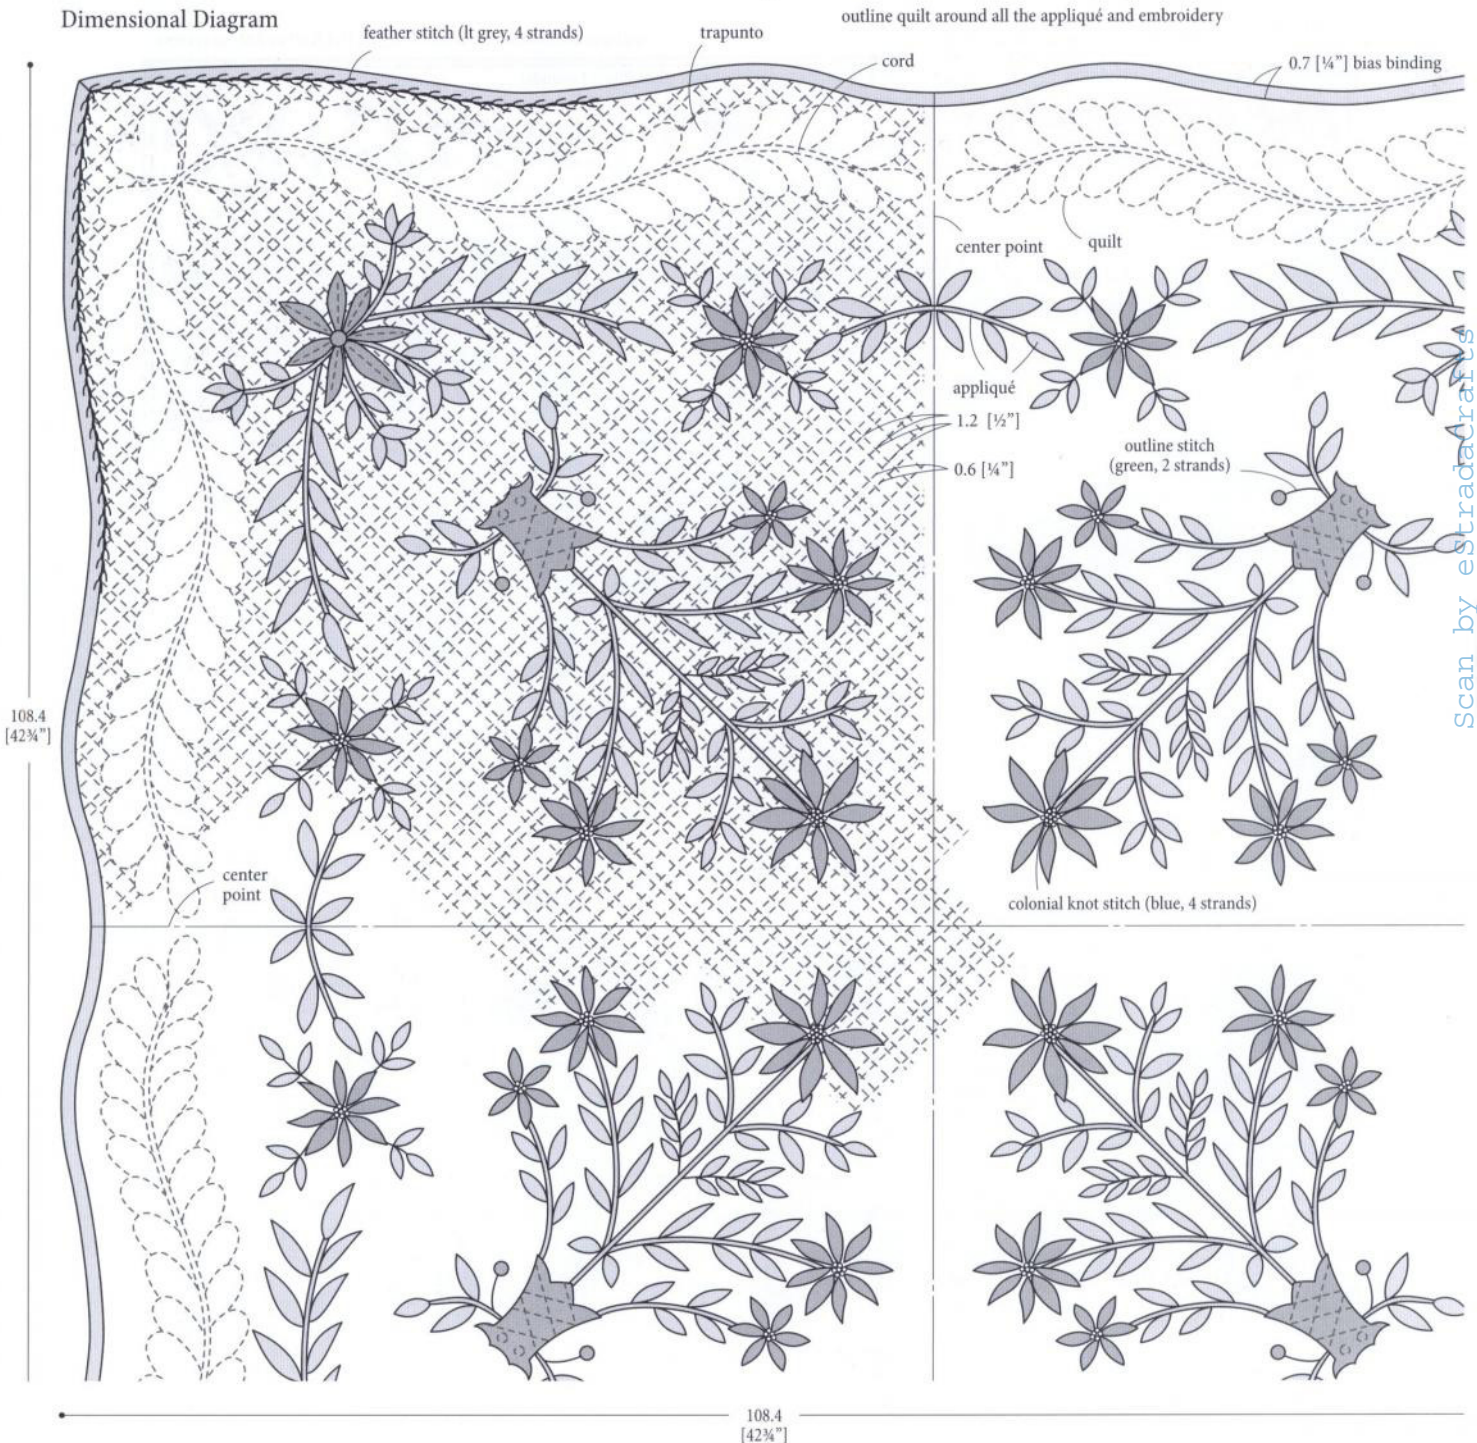 Dimensional Diagram
outline quilt around all the appliqué and embroidery
feather stitch (lt grey, 4 strands)
trapunto
cord
0.7 [¼”] bias binding
center point
quilt
appliqué
1.2 [½”]
0.6 [¼”]
outline stitch
(green, 2 strands)
108.4
[42¾”]
center
point
colonial knot stitch (blue, 4 strands)
108.4
[42¾”]
Scan by eStradacrafts